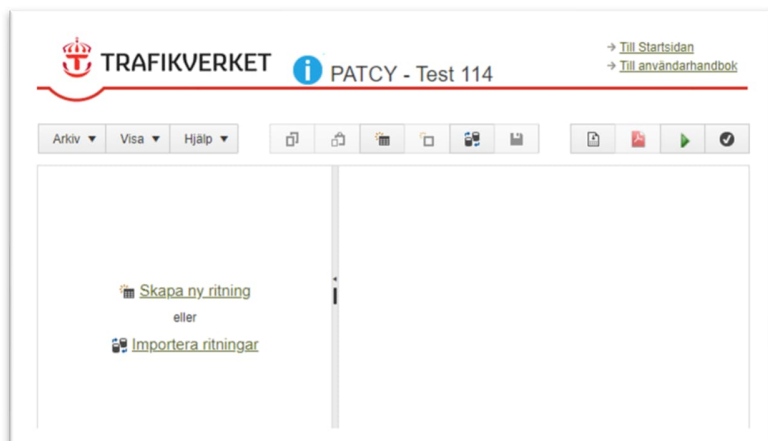 TRAFIKVERKET
i PATCY - Test 114
→ Till Startsidan
→ Till användarhandbok
Arkiv ▼ Visa ▼ Hjälp ▼
Skapa ny ritning
eller
Importera ritningar